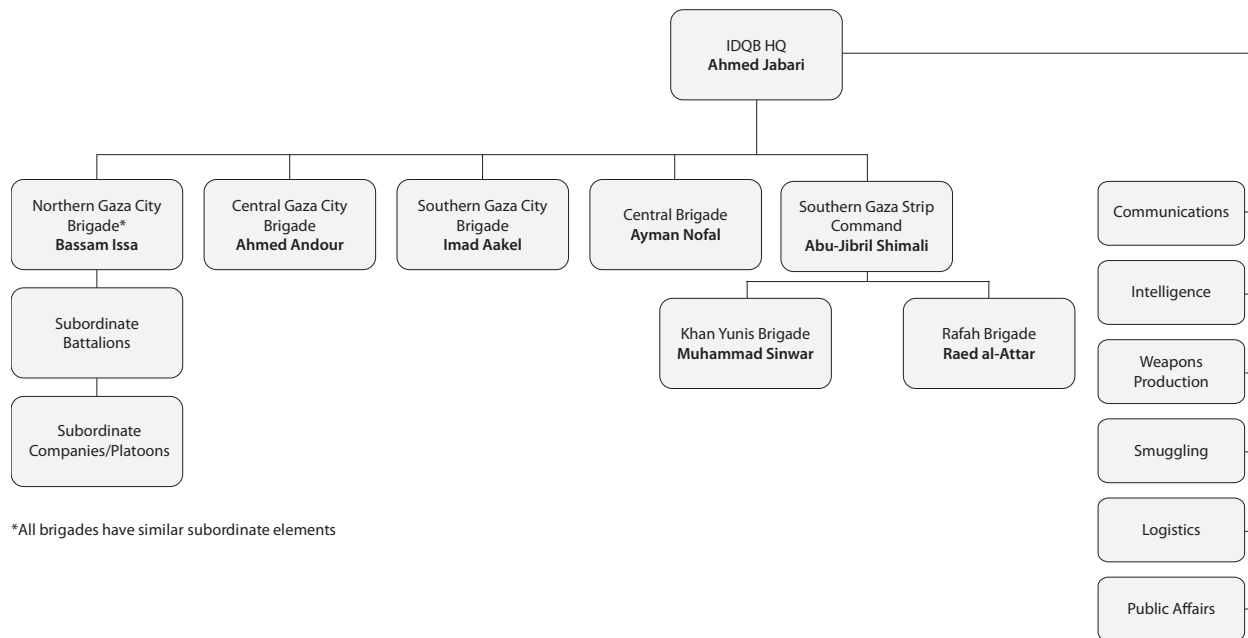 IDQB HQ
Ahmed Jabari
Northern Gaza City
Brigade*
Bassam Issa
Central Gaza City
Brigade
Ahmed Andour
Southern Gaza City
Brigade
Imad Aakel
Central Brigade
Ayman Nofal
Southern Gaza Strip
Command
Abu-Jibril Shimali
Subordinate
Battalions
Khan Yunis Brigade
Muhammad Sinwar
Rafah Brigade
Raed al-Attar
Subordinate
Companies/Platoons
*All brigades have similar subordinate elements
Communications
Intelligence
Weapons
Production
Smuggling
Logistics
Public Affairs